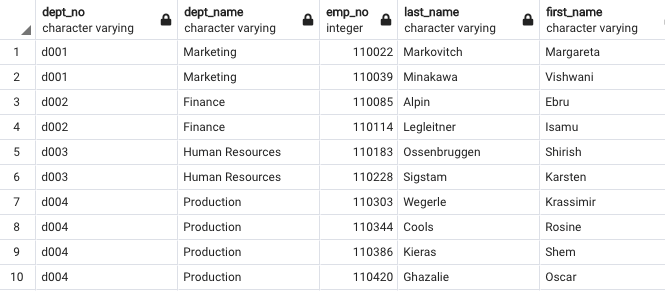 dept_no dept_name emp_no last_name first_name
character varying character varying integer character varying character varying
1 d001 Marketing 110022 Markovitch Margareta
2 d001 Marketing 110039 Minakawa Vishwani
3 d002 Finance 110085 Alpin Ebru
4 d002 Finance 110114 Legleitner Isamu
5 d003 Human Resources 110183 Ossenbruggen Shirish
6 d003 Human Resources 110228 Sigstam Karsten
7 d004 Production 110303 Wegerle Krassimir
8 d004 Production 110344 Cools Rosine
9 d004 Production 110386 Kieras Shem
10 d004 Production 110420 Ghazalie Oscar